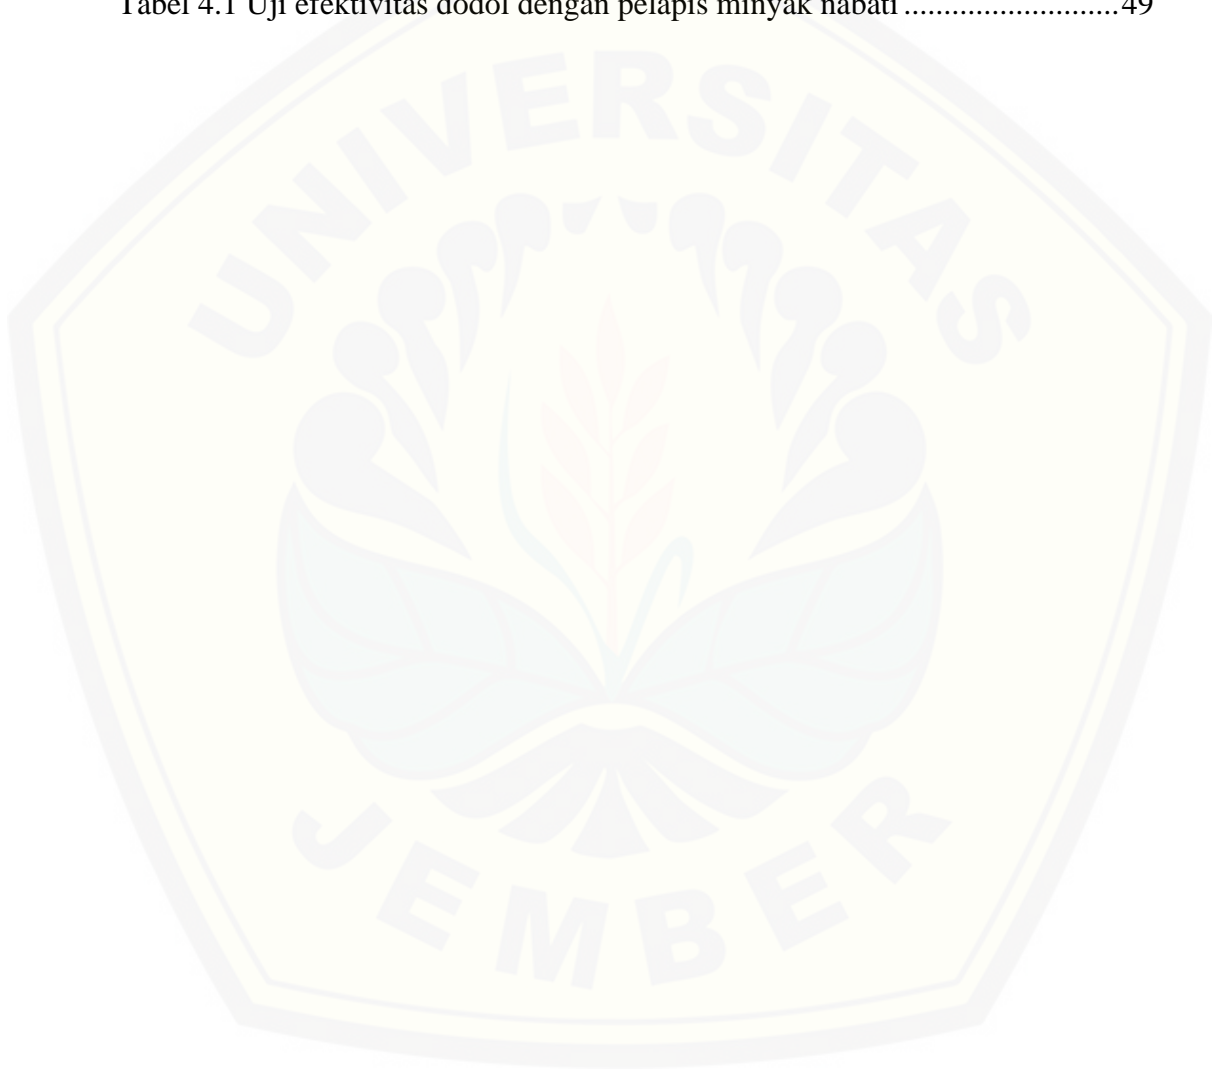 Tabel 4.1 Uji efektivitas dodol dengan pelapis minyak nabati ...........................49
UNIVERSITAS
JEMBER